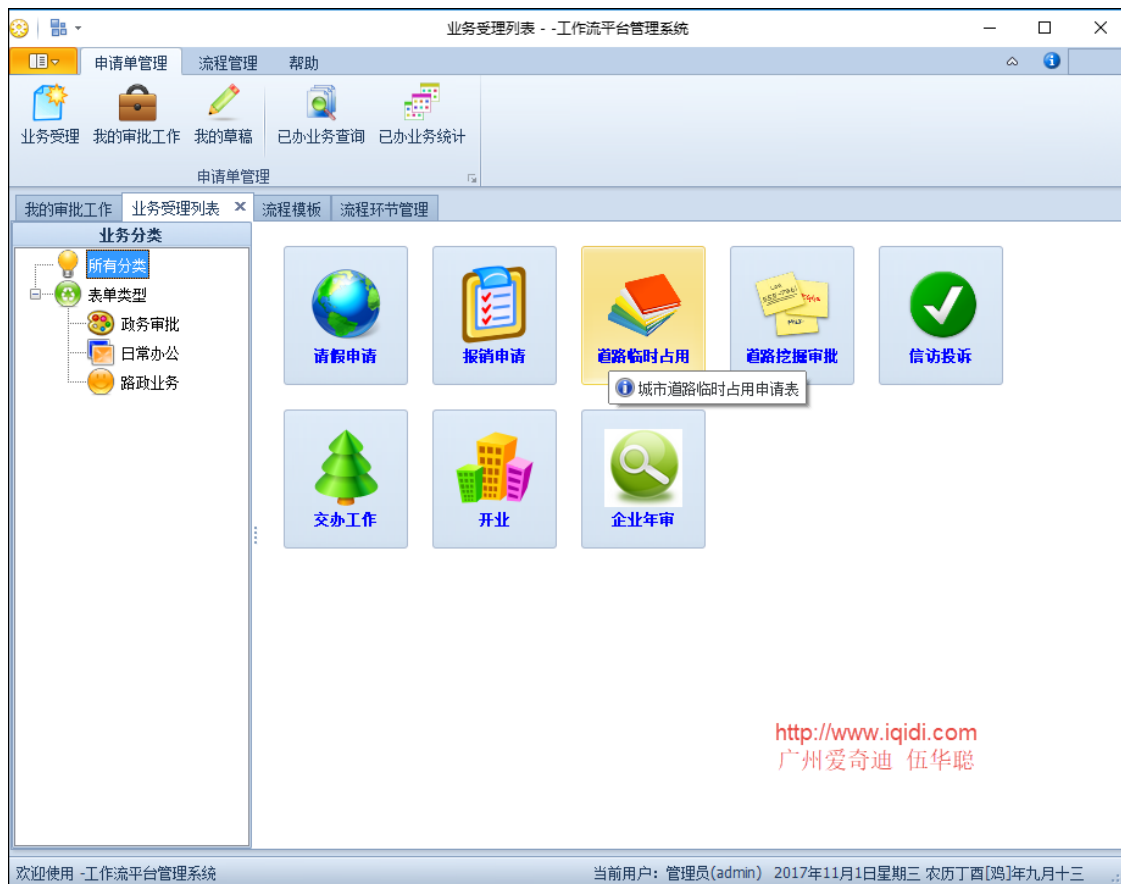 业务受理列表 - -工作流平台管理系统
申请单管理 流程管理 帮助
业务受理 我的审批工作 我的草稿 已办业务查询 已办业务统计
申请单管理
我的审批工作 业务受理列表 流程模板 流程环节管理
业务分类
所有分类
表单类型
政务审批
日常办公
路政业务
请假申请 报销申请 道路临时占用 道路挖掘审批 信访投诉
城市道路临时占用申请表
交办工作 开业 企业年审
http://www.iqidi.com
广州爱奇迪 伍华聪
欢迎使用 -工作流平台管理系统 当前用户：管理员(admin) 2017年11月1日星期三 农历丁酉[鸡]年九月十三